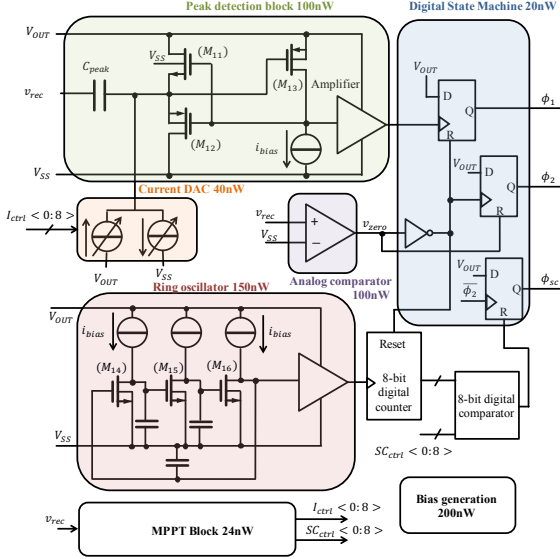 Peak detection block 100nW
Digital State Machine 20nW
V_OUT
C_peak
V_SS
(M_11)
(M_13)
Amplifier
v_rec
(M_12)
i_bias
V_SS
V_OUT
D
Q
R
ϕ_1
V_OUT
D
Q
R
ϕ_2
V_OUT
D
\overline{ϕ_2}
Q
R
ϕ_sc
Current DAC 40nW
I_ctrl < 0:8 >
V_OUT
V_SS
v_rec
V_SS
+
−
v_zero
Analog comparator
100nW
Ring oscillator 150nW
V_OUT
i_bias
i_bias
(M_14)
(M_15)
(M_16)
V_SS
Reset
8-bit
digital
counter
8-bit digital
comparator
SC_ctrl < 0:8 >
v_rec
MPPT Block 24nW
I_ctrl < 0:8 >
SC_ctrl < 0:8 >
Bias generation
200nW